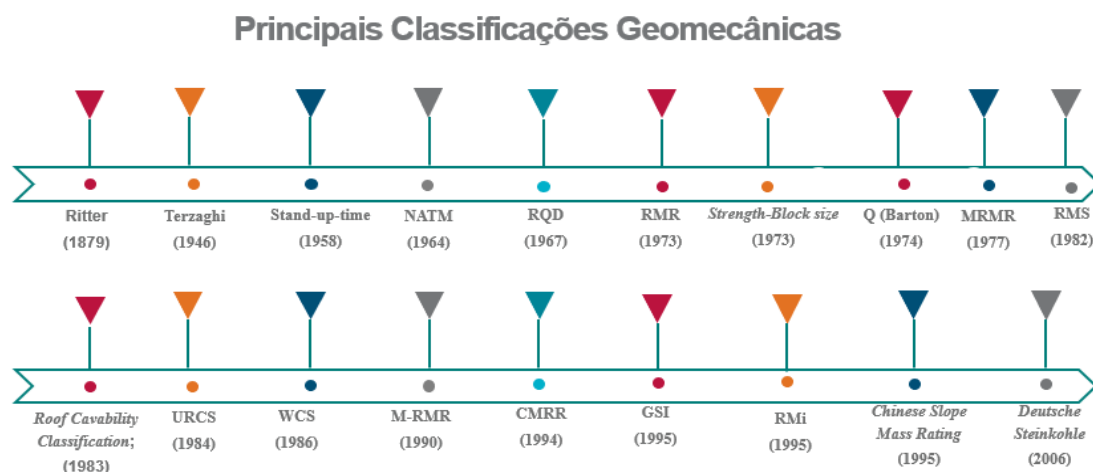 Principais Classificações Geomecânicas
Ritter
(1879)
Terzaghi
(1946)
Stand-up-time
(1958)
NATM
(1964)
RQD
(1967)
RMR
(1973)
Strength-Block size
(1973)
Q (Barton)
(1974)
MRMR
(1977)
RMS
(1982)
Roof Cavability
Classification;
(1983)
URCS
(1984)
WCS
(1986)
M-RMR
(1990)
CMRR
(1994)
GSI
(1995)
RMi
(1995)
Chinese Slope
Mass Rating
(1995)
Deutsche
Steinkohle
(2006)